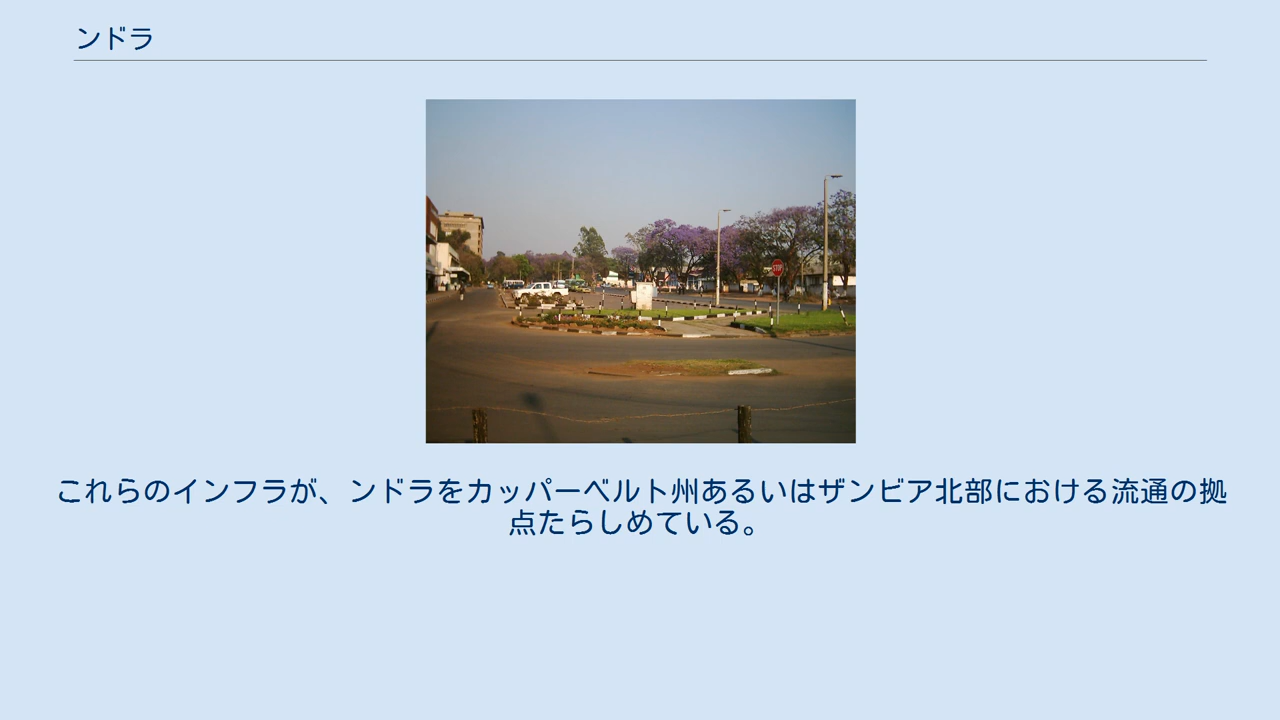 ンドラ
STOP
これらのインフラが、ンドラをカッパーベルト州あるいはザンビア北部における流通の拠
点たらしめている。